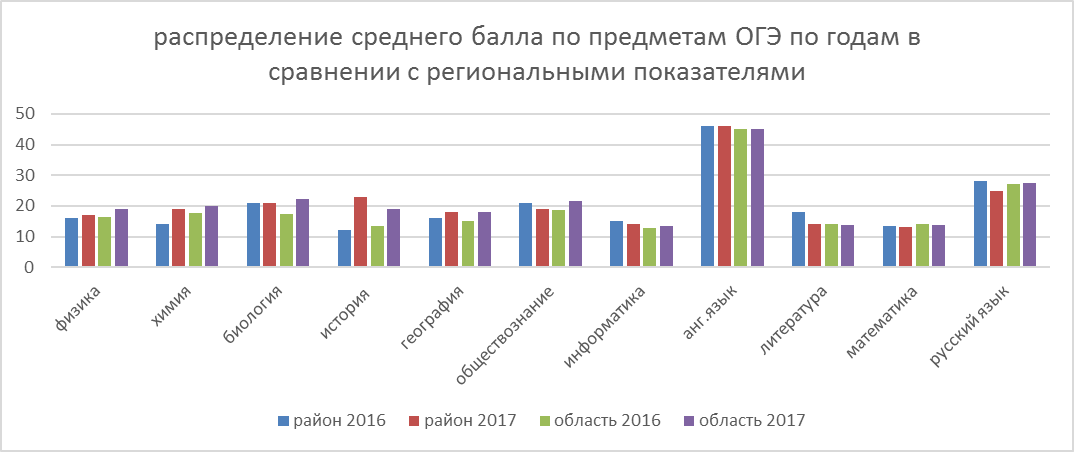 распределение среднего балла по предметам ОГЭ по годам в
сравнении с региональными показателями
50
40
30
20
10
0
физика
химия
биология
история
география
обществознание
информатика
анг.язык
литература
математика
русский язык
район 2016 район 2017 область 2016 область 2017